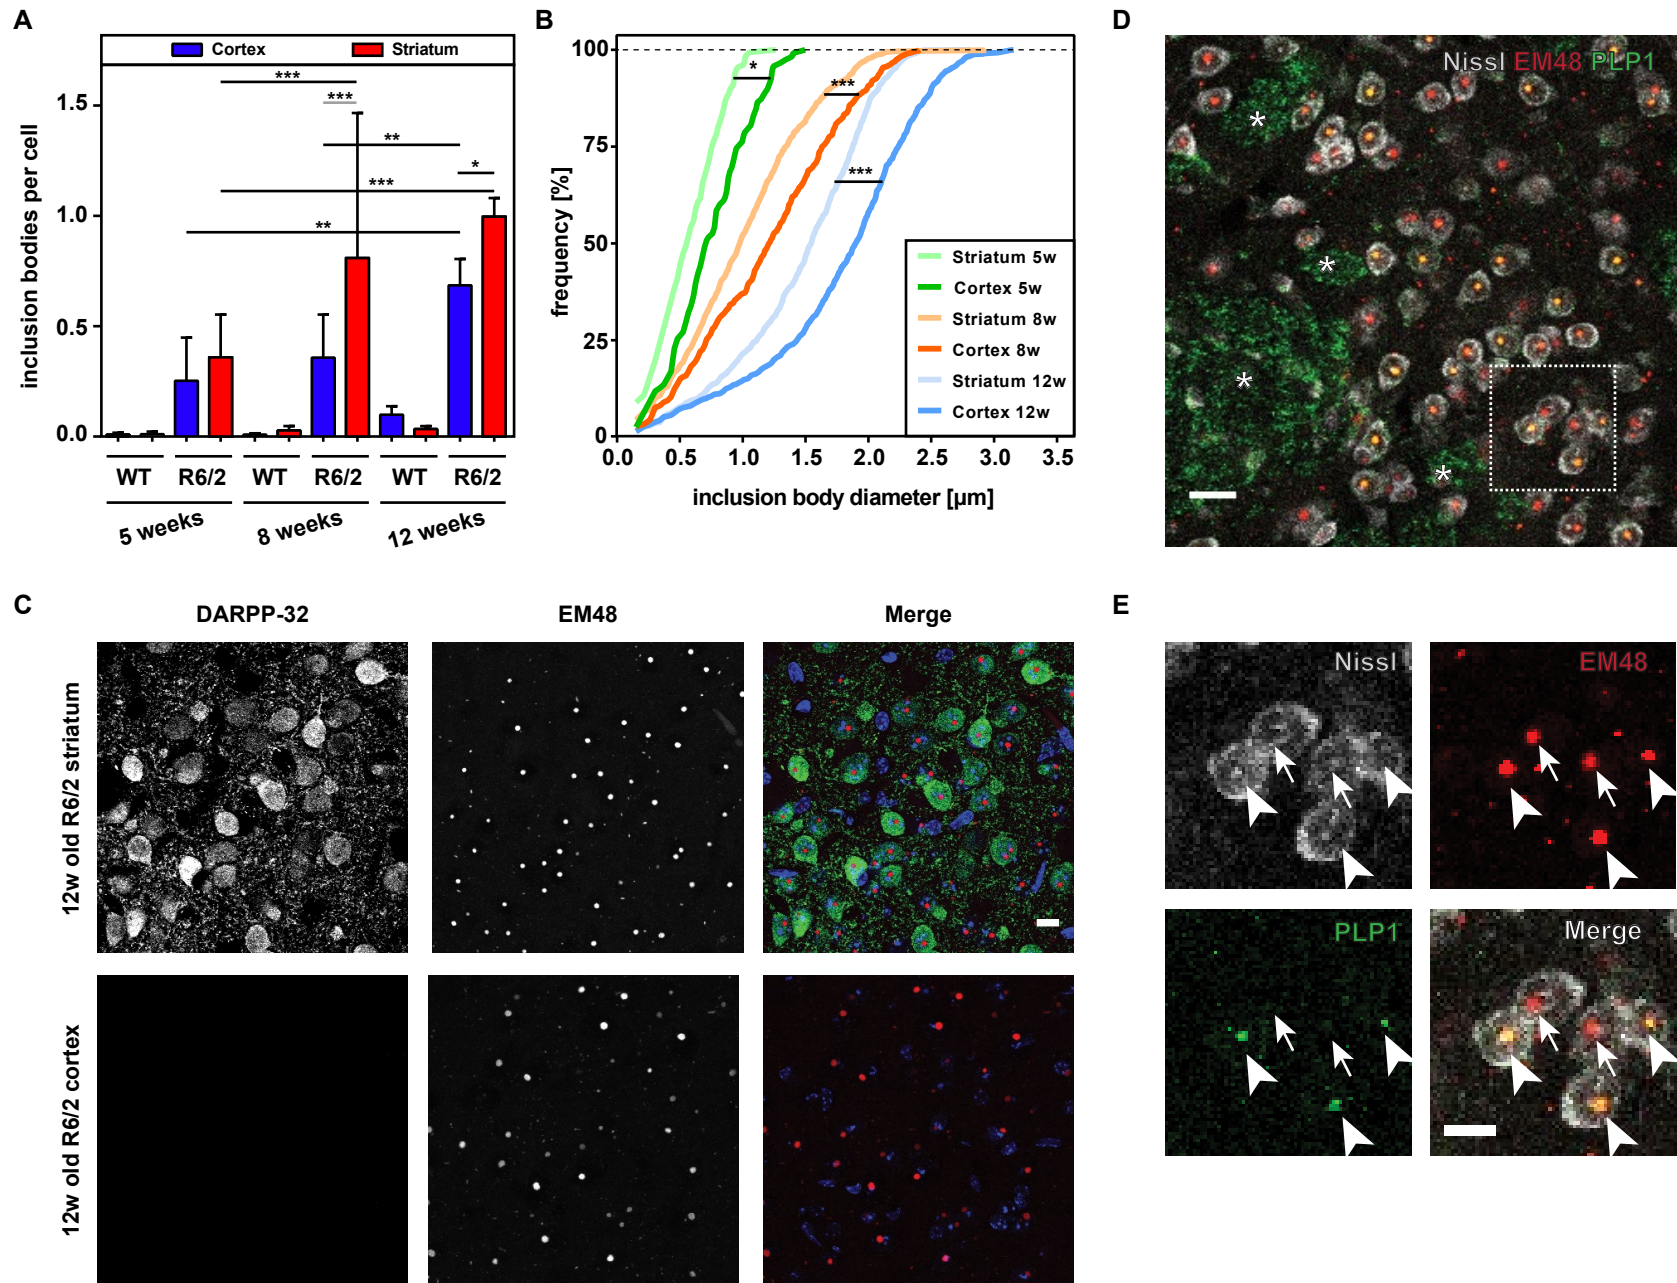 A
Cortex
Striatum
***
***
**
*
***
**
inclusion bodies per cell
1.5
1.0
0.5
0.0
WT
R6/2
WT
R6/2
WT
R6/2
5 weeks
8 weeks
12 weeks
B
frequency [%]
100
75
50
25
0
*
***
***
Striatum 5w
Cortex 5w
Striatum 8w
Cortex 8w
Striatum 12w
Cortex 12w
0.0
0.5
1.0
1.5
2.0
2.5
3.0
3.5
inclusion body diameter [µm]
D
Nissl EM48 PLP1
*
*
*
*
C
DARPP-32
EM48
Merge
12w old R6/2 striatum
12w old R6/2 cortex
E
Nissl
EM48
PLP1
Merge